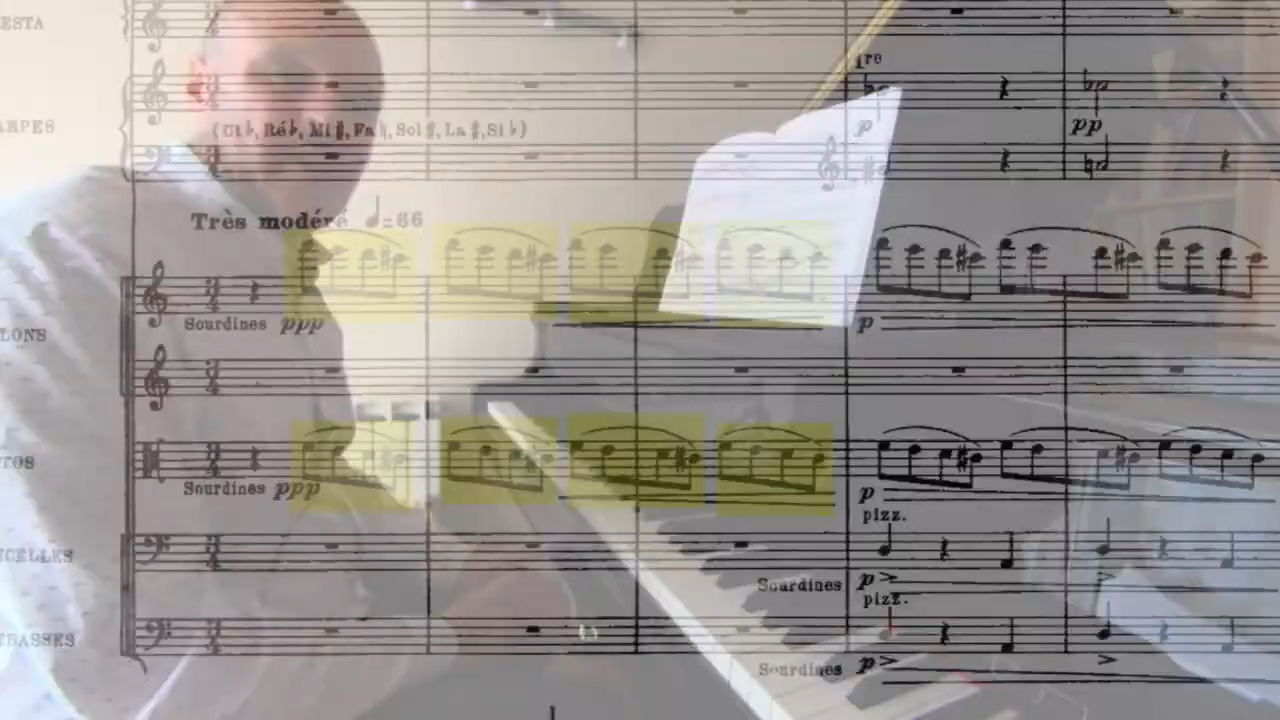 ESTA
1re
ARPES
(Ut♭, Ré♭, Mi♯, Fa♮, Sol♯, La♯, Si♭)
p
pp
Très modéré ♩=66
LONS
Sourdines ppp
p
TOS
Sourdines ppp
p
pizz.
CELLES
Sourdines
p>
pizz.
EBASSES
Sourdines
p>